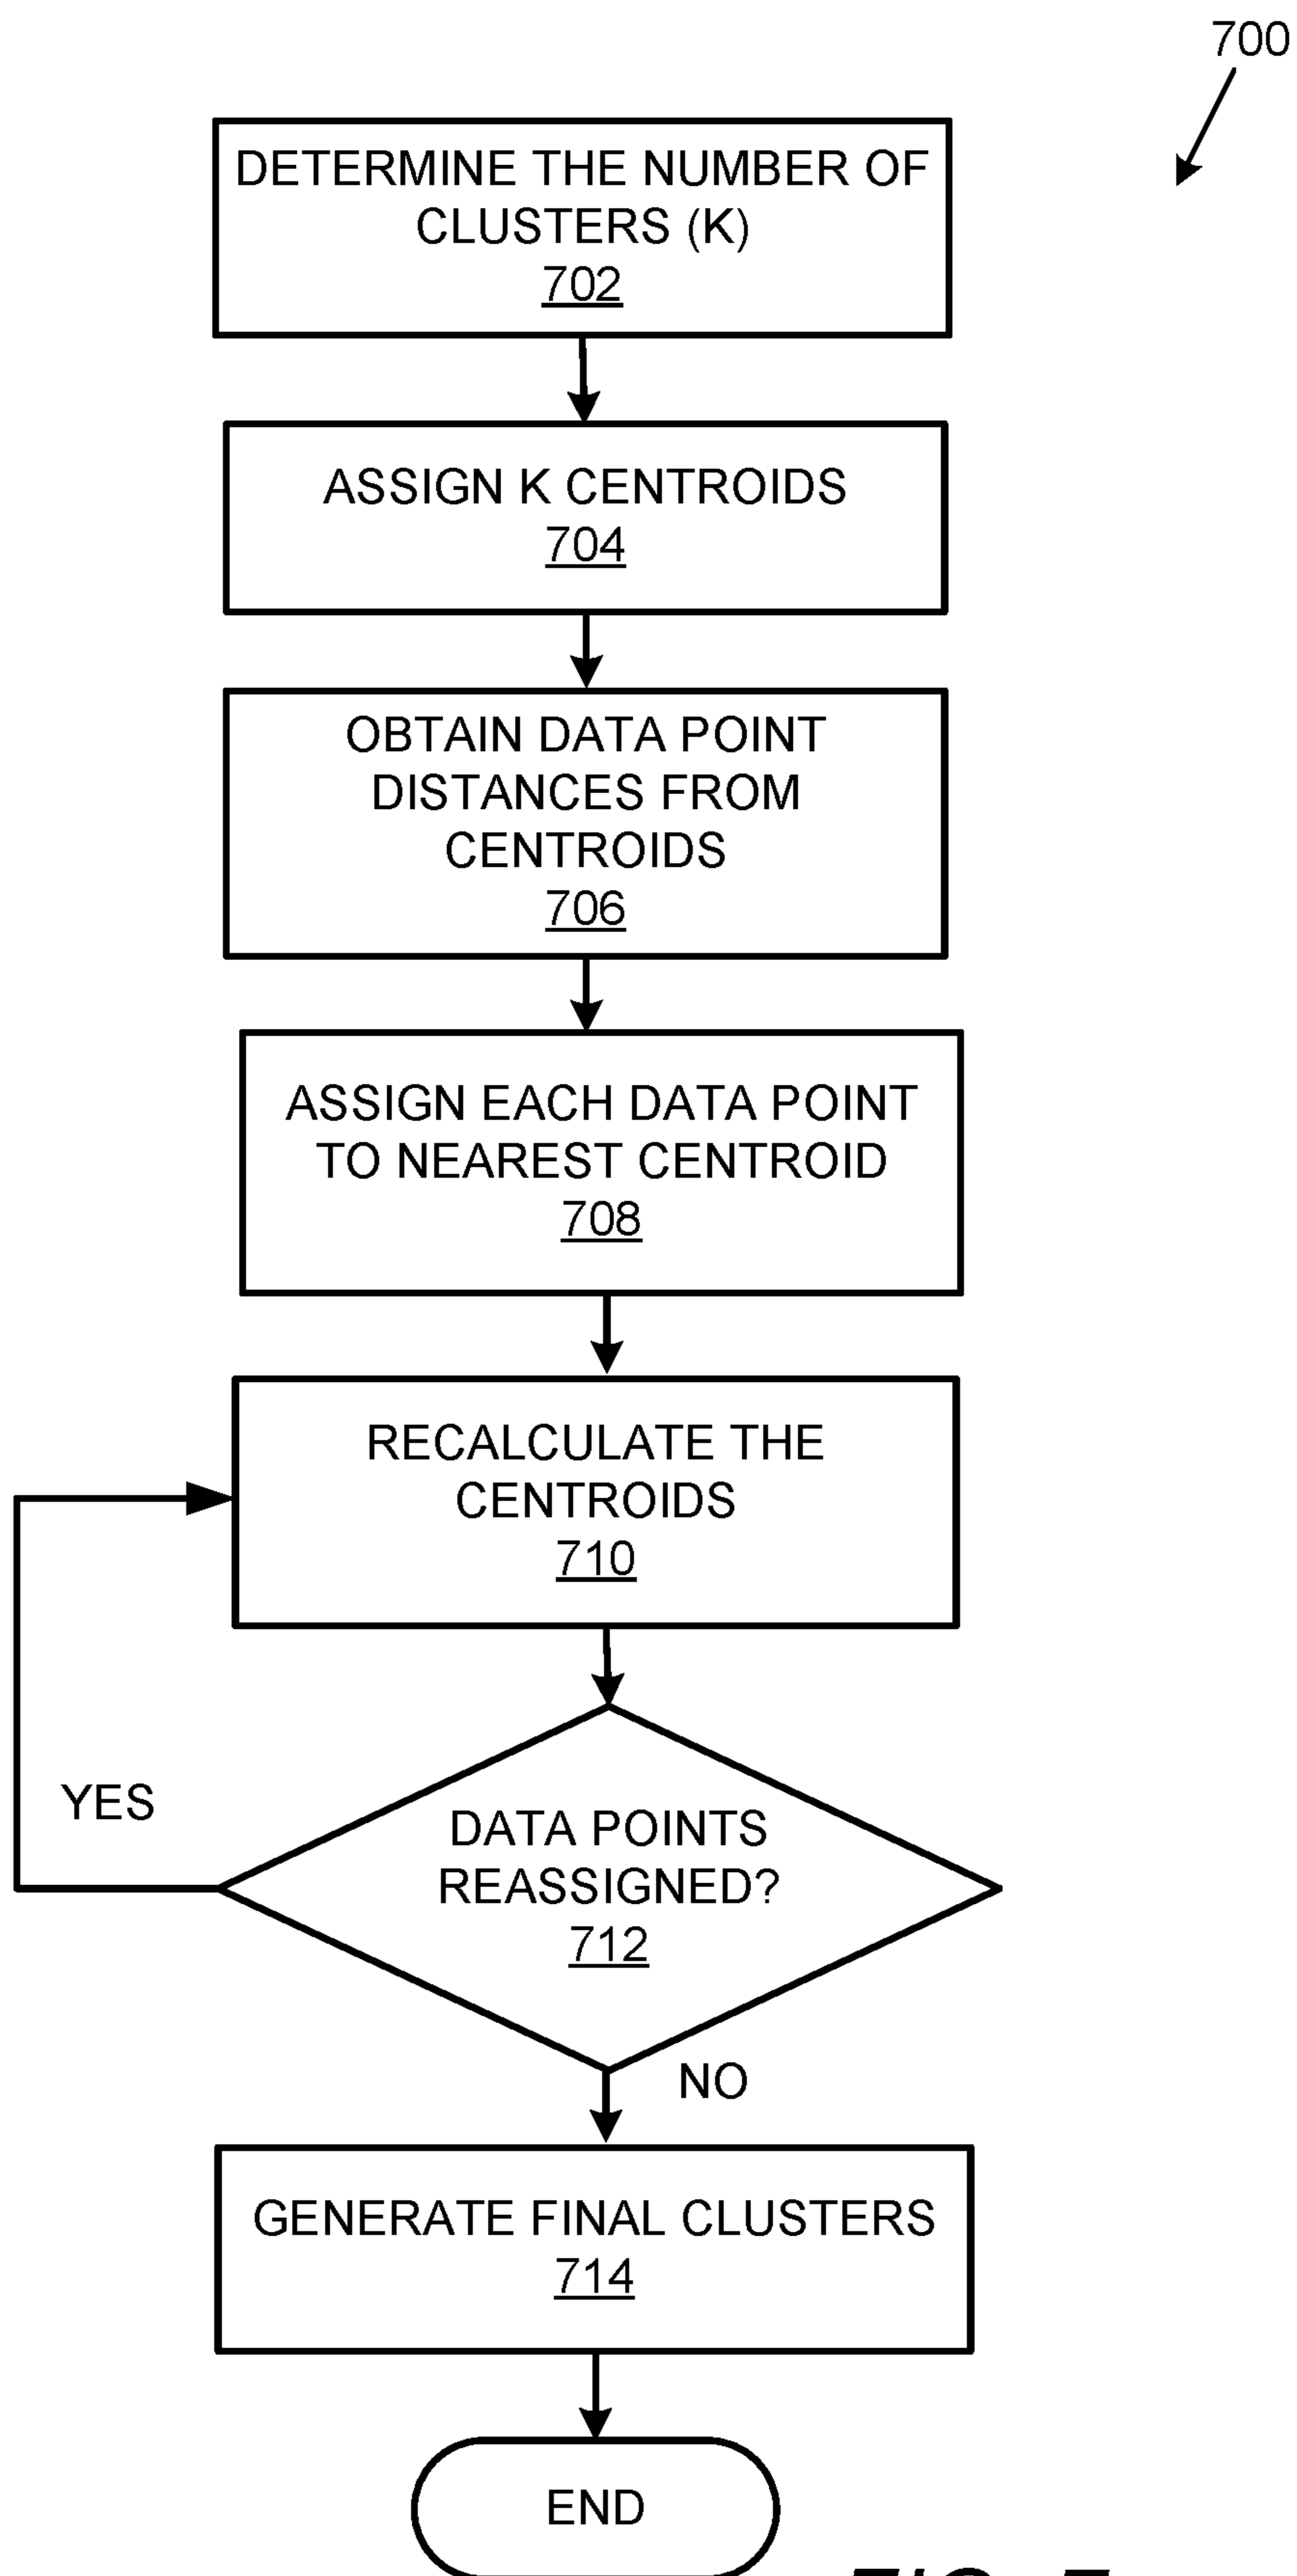 700
DETERMINE THE NUMBER OF
CLUSTERS (K)
702
ASSIGN K CENTROIDS
704
OBTAIN DATA POINT
DISTANCES FROM
CENTROIDS
706
ASSIGN EACH DATA POINT
TO NEAREST CENTROID
708
RECALCULATE THE
CENTROIDS
710
YES
DATA POINTS
REASSIGNED?
712
NO
GENERATE FINAL CLUSTERS
714
END